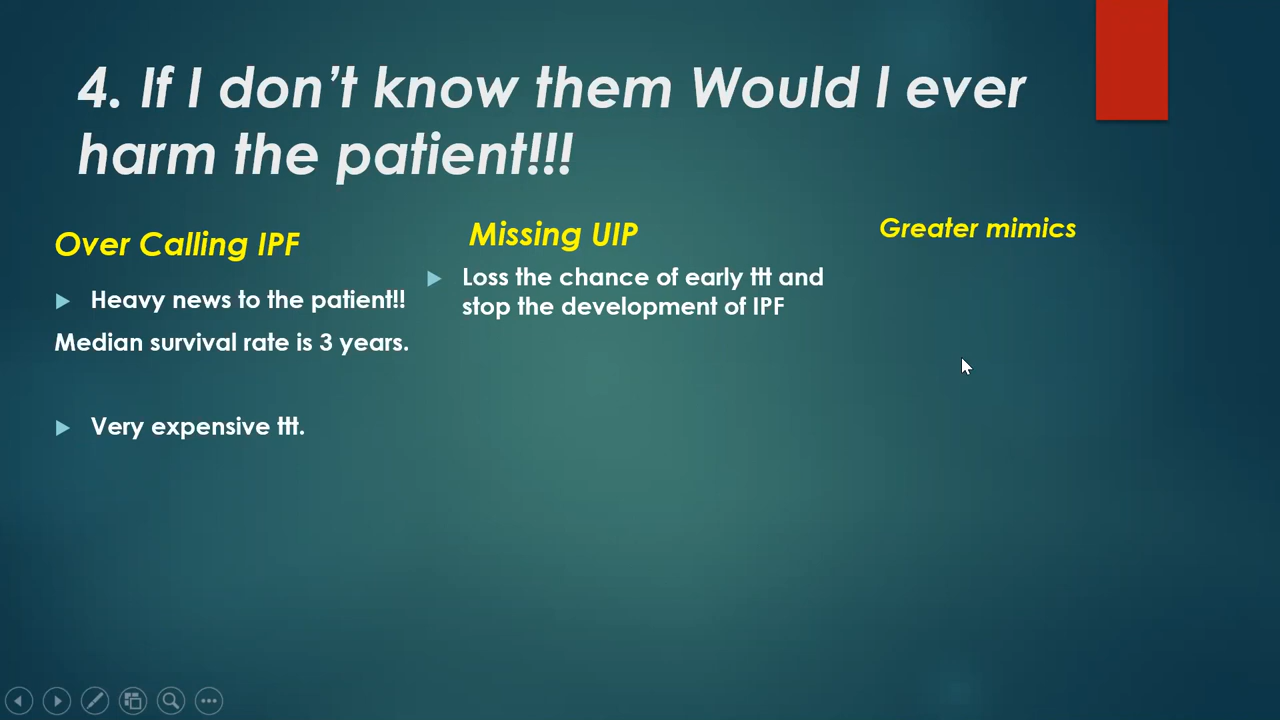 4. If I don't know them Would I ever
harm the patient!!!
Over Calling IPF
Heavy news to the patient!!
Median survival rate is 3 years.
Very expensive ttt.
Missing UIP
Loss the chance of early ttt and
stop the development of IPF
Greater mimics